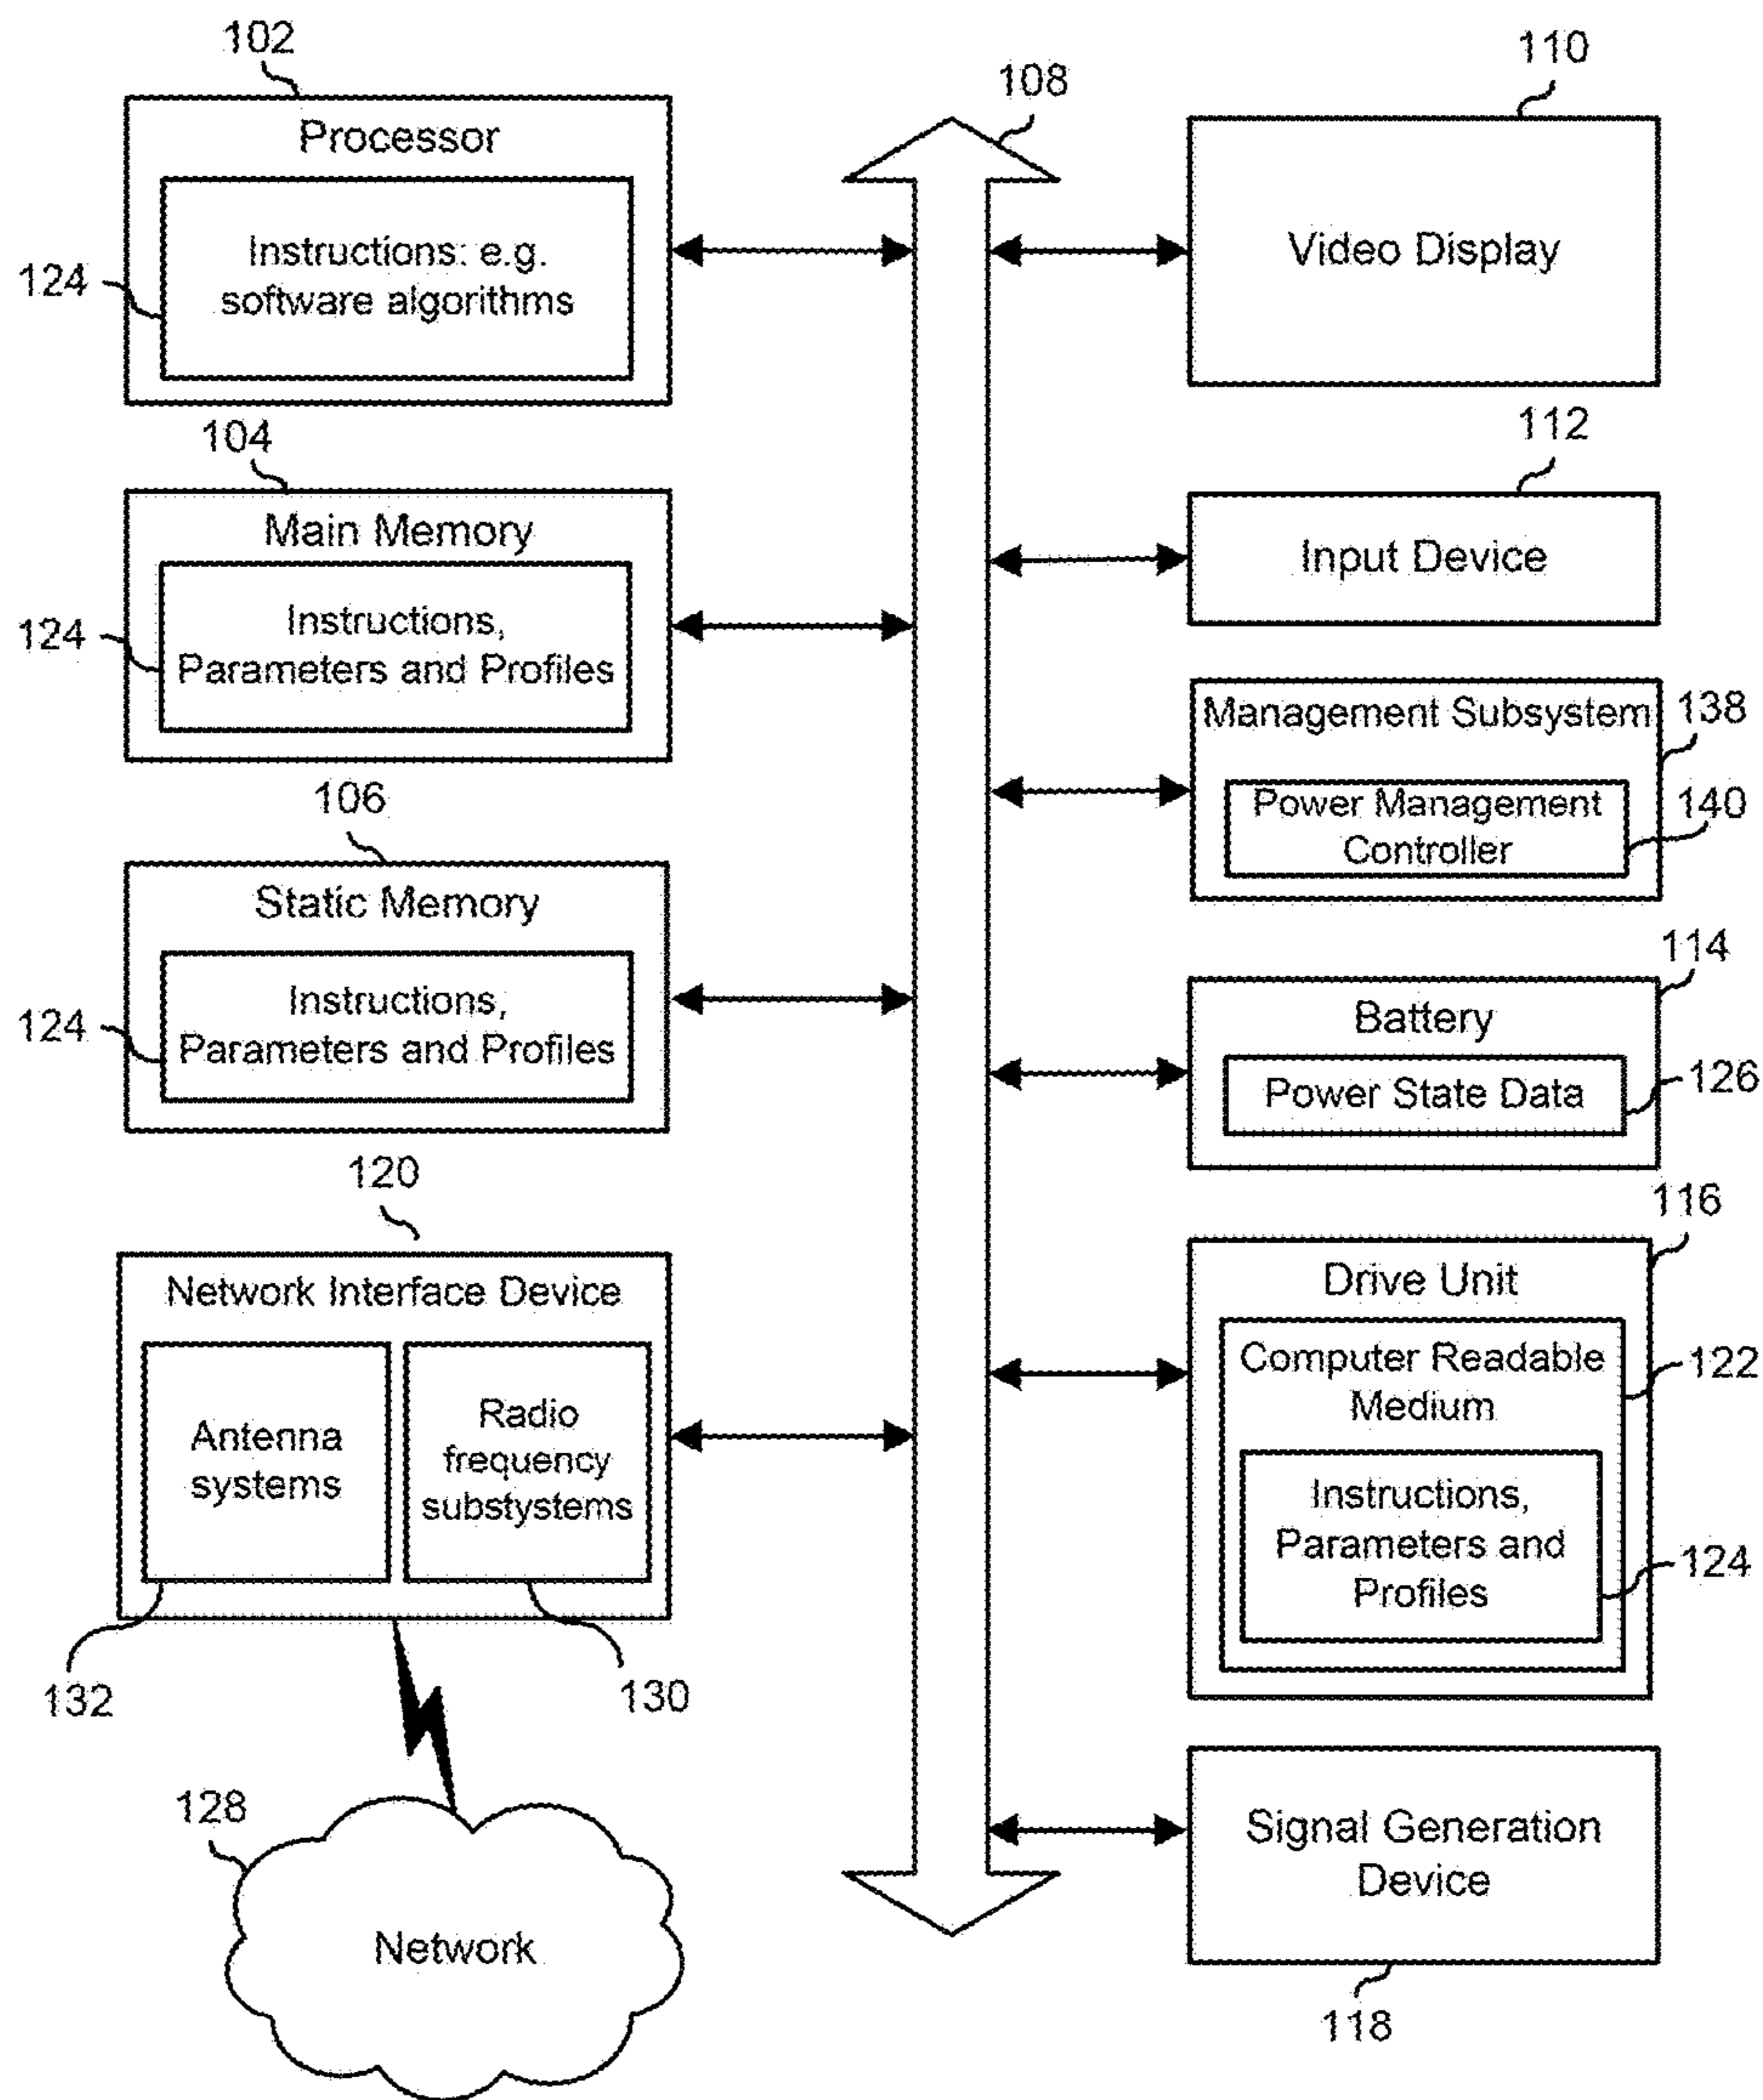 102
Processor
124
Instructions: e.g.
software algorithms
104
Main Memory
124
Instructions,
Parameters and Profiles
106
Static Memory
124
Instructions,
Parameters and Profiles
120
Network Interface Device
Antenna
systems
Radio
frequency
substystems
132
130
128
Network
108
110
Video Display
112
Input Device
Management Subsystem
138
Power Management
Controller
140
114
Battery
Power State Data
126
116
Drive Unit
Computer Readable
Medium
122
Instructions,
Parameters and
Profiles
124
Signal Generation
Device
118